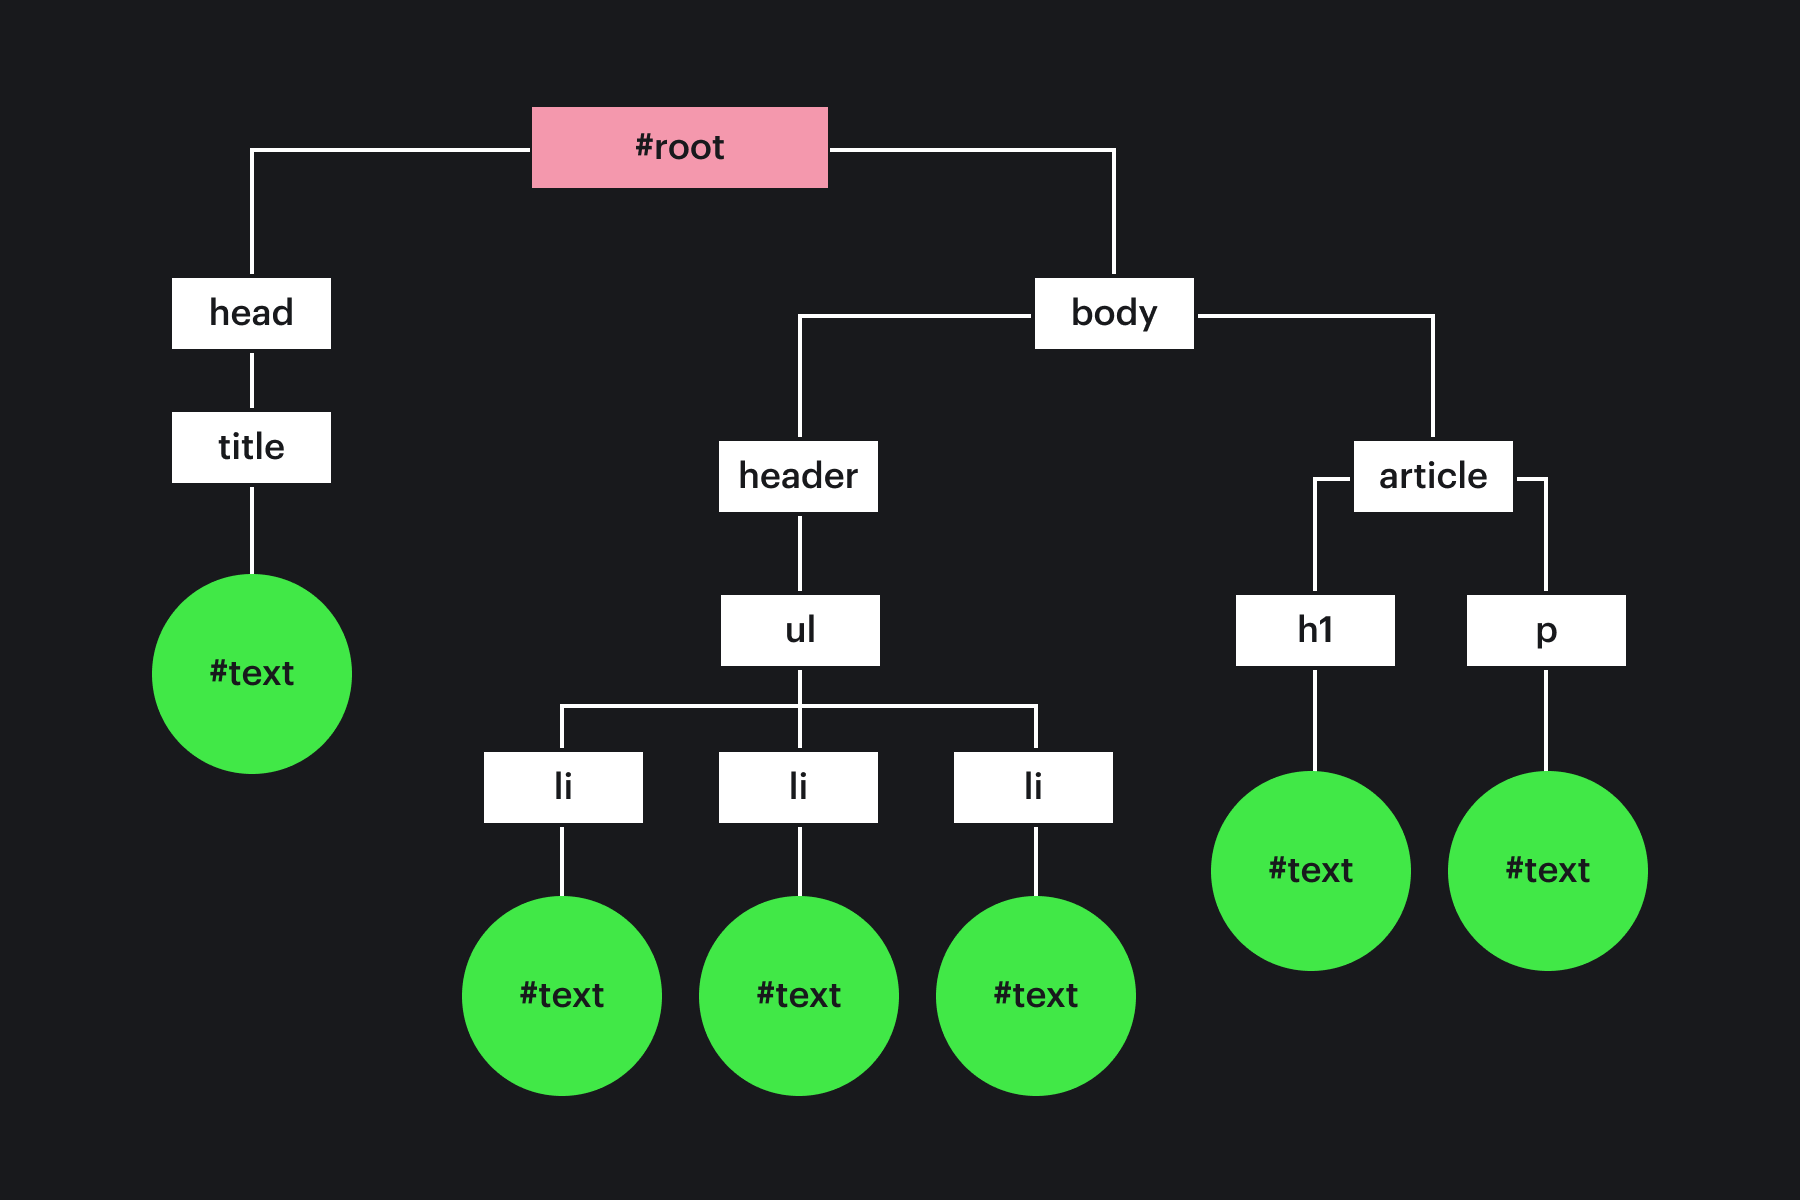 #root
head
body
title
header
article
ul
h1
p
#text
li
li
li
#text
#text
#text
#text
#text